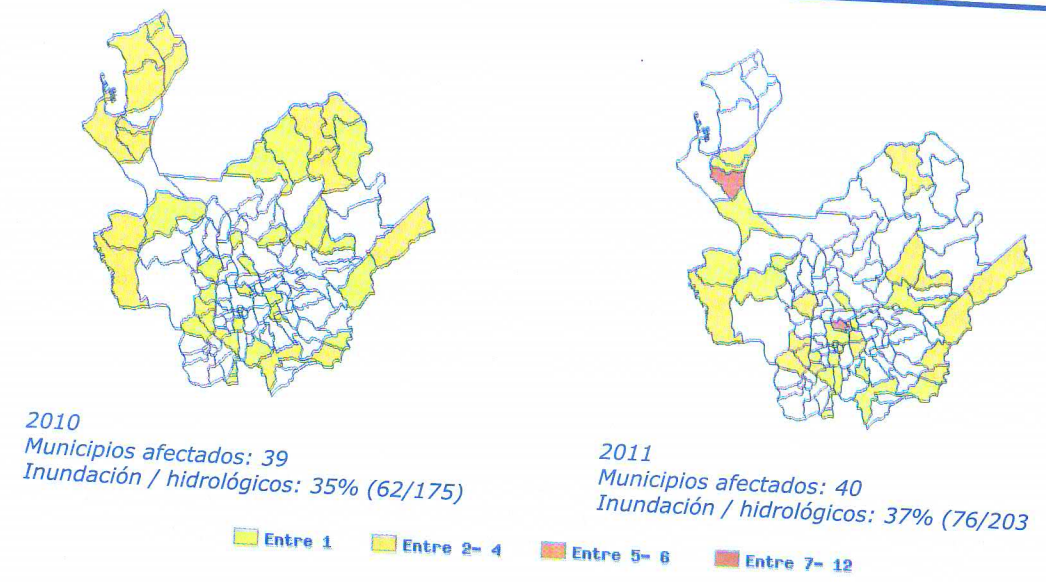 2010
Municipios afectados: 39
Inundación / hidrológicos: 35% (62/175)
2011
Municipios afectados: 40
Inundación / hidrológicos: 37% (76/203
Entre 1
Entre 2- 4
Entre 5- 6
Entre 7- 12